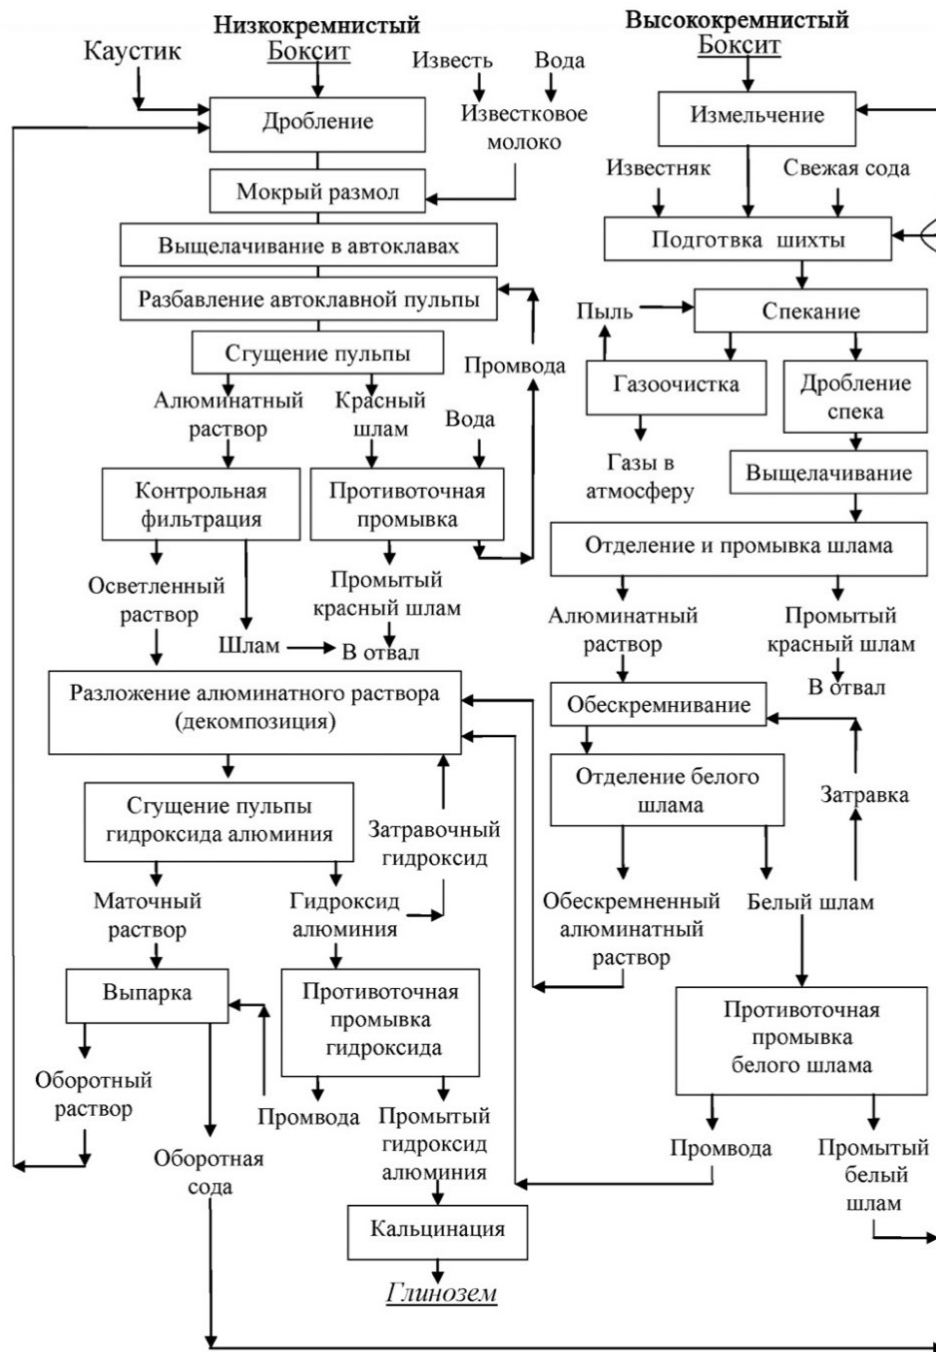 Низкокремнистый
Боксит
Высококремнистый
Боксит
Каустик
Известь
Вода
Дробление
Известковое
молоко
Измельчение
Мокрый размол
Известняк
Свежая сода
Выщелачивание в автоклавах
Подготвка шихты
Разбавление автоклавной пульпы
Пыль
Спекание
Сгущение пульпы
Промвода
Газоочистка
Дробление
спека
Алюминатный
раствор
Красный
шлам
Вода
Газы в
атмосферу
Выщелачивание
Контрольная
фильтрация
Противоточная
промывка
Отделение и промывка шлама
Осветленный
раствор
Промытый
красный шлам
Алюминатный
раствор
Промытый
красный шлам
Шлам
В отвал
В отвал
Разложение алюминатного раствора
(декомпозиция)
Обескремнивание
Сгущение пульпы
гидроксида алюминия
Затравочный
гидроксид
Отделение белого
шлама
Затравка
Маточный
раствор
Гидроксид
алюминия
Обескремненный
алюминатный
раствор
Белый шлам
Выпарка
Противоточная
промывка
гидроксида
Противоточная
промывка
белого шлама
Оборотный
раствор
Промвода
Промытый
гидроксид
алюминия
Оборотная
сода
Промвода
Промытый
белый
шлам
Кальцинация
Глинозем